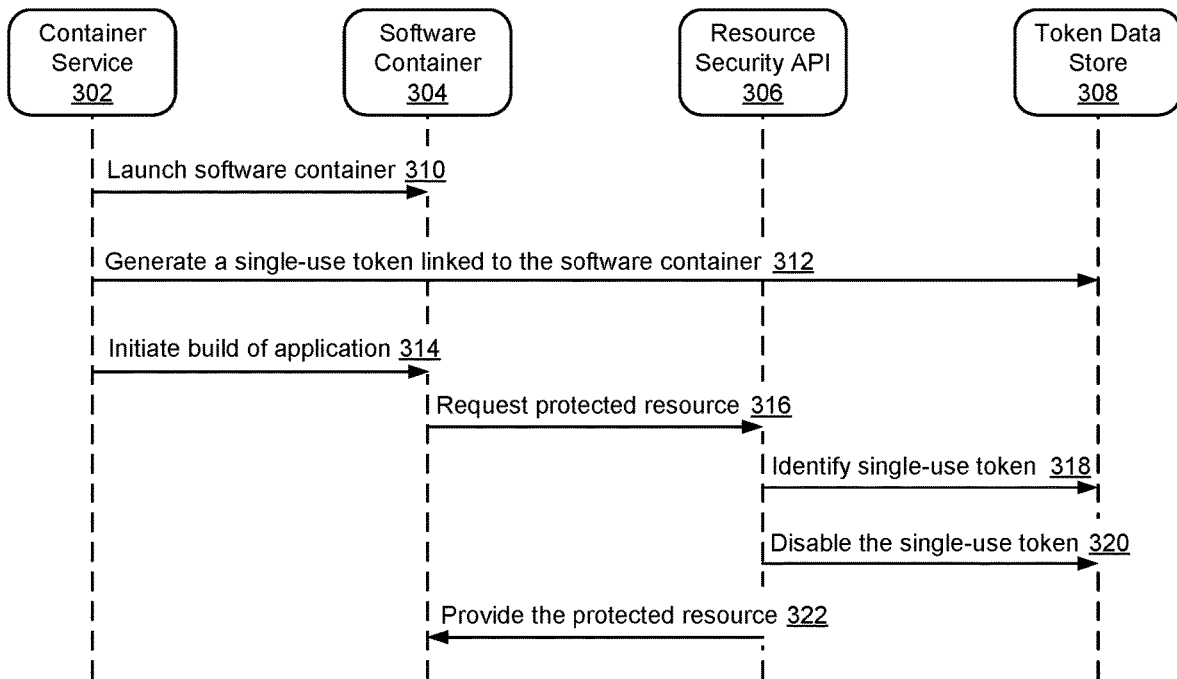 Container
Service
302
Software
Container
304
Resource
Security API
306
Token Data
Store
308
Launch software container 310
Generate a single-use token linked to the software container 312
Initiate build of application 314
Request protected resource 316
Identify single-use token 318
Disable the single-use token 320
Provide the protected resource 322